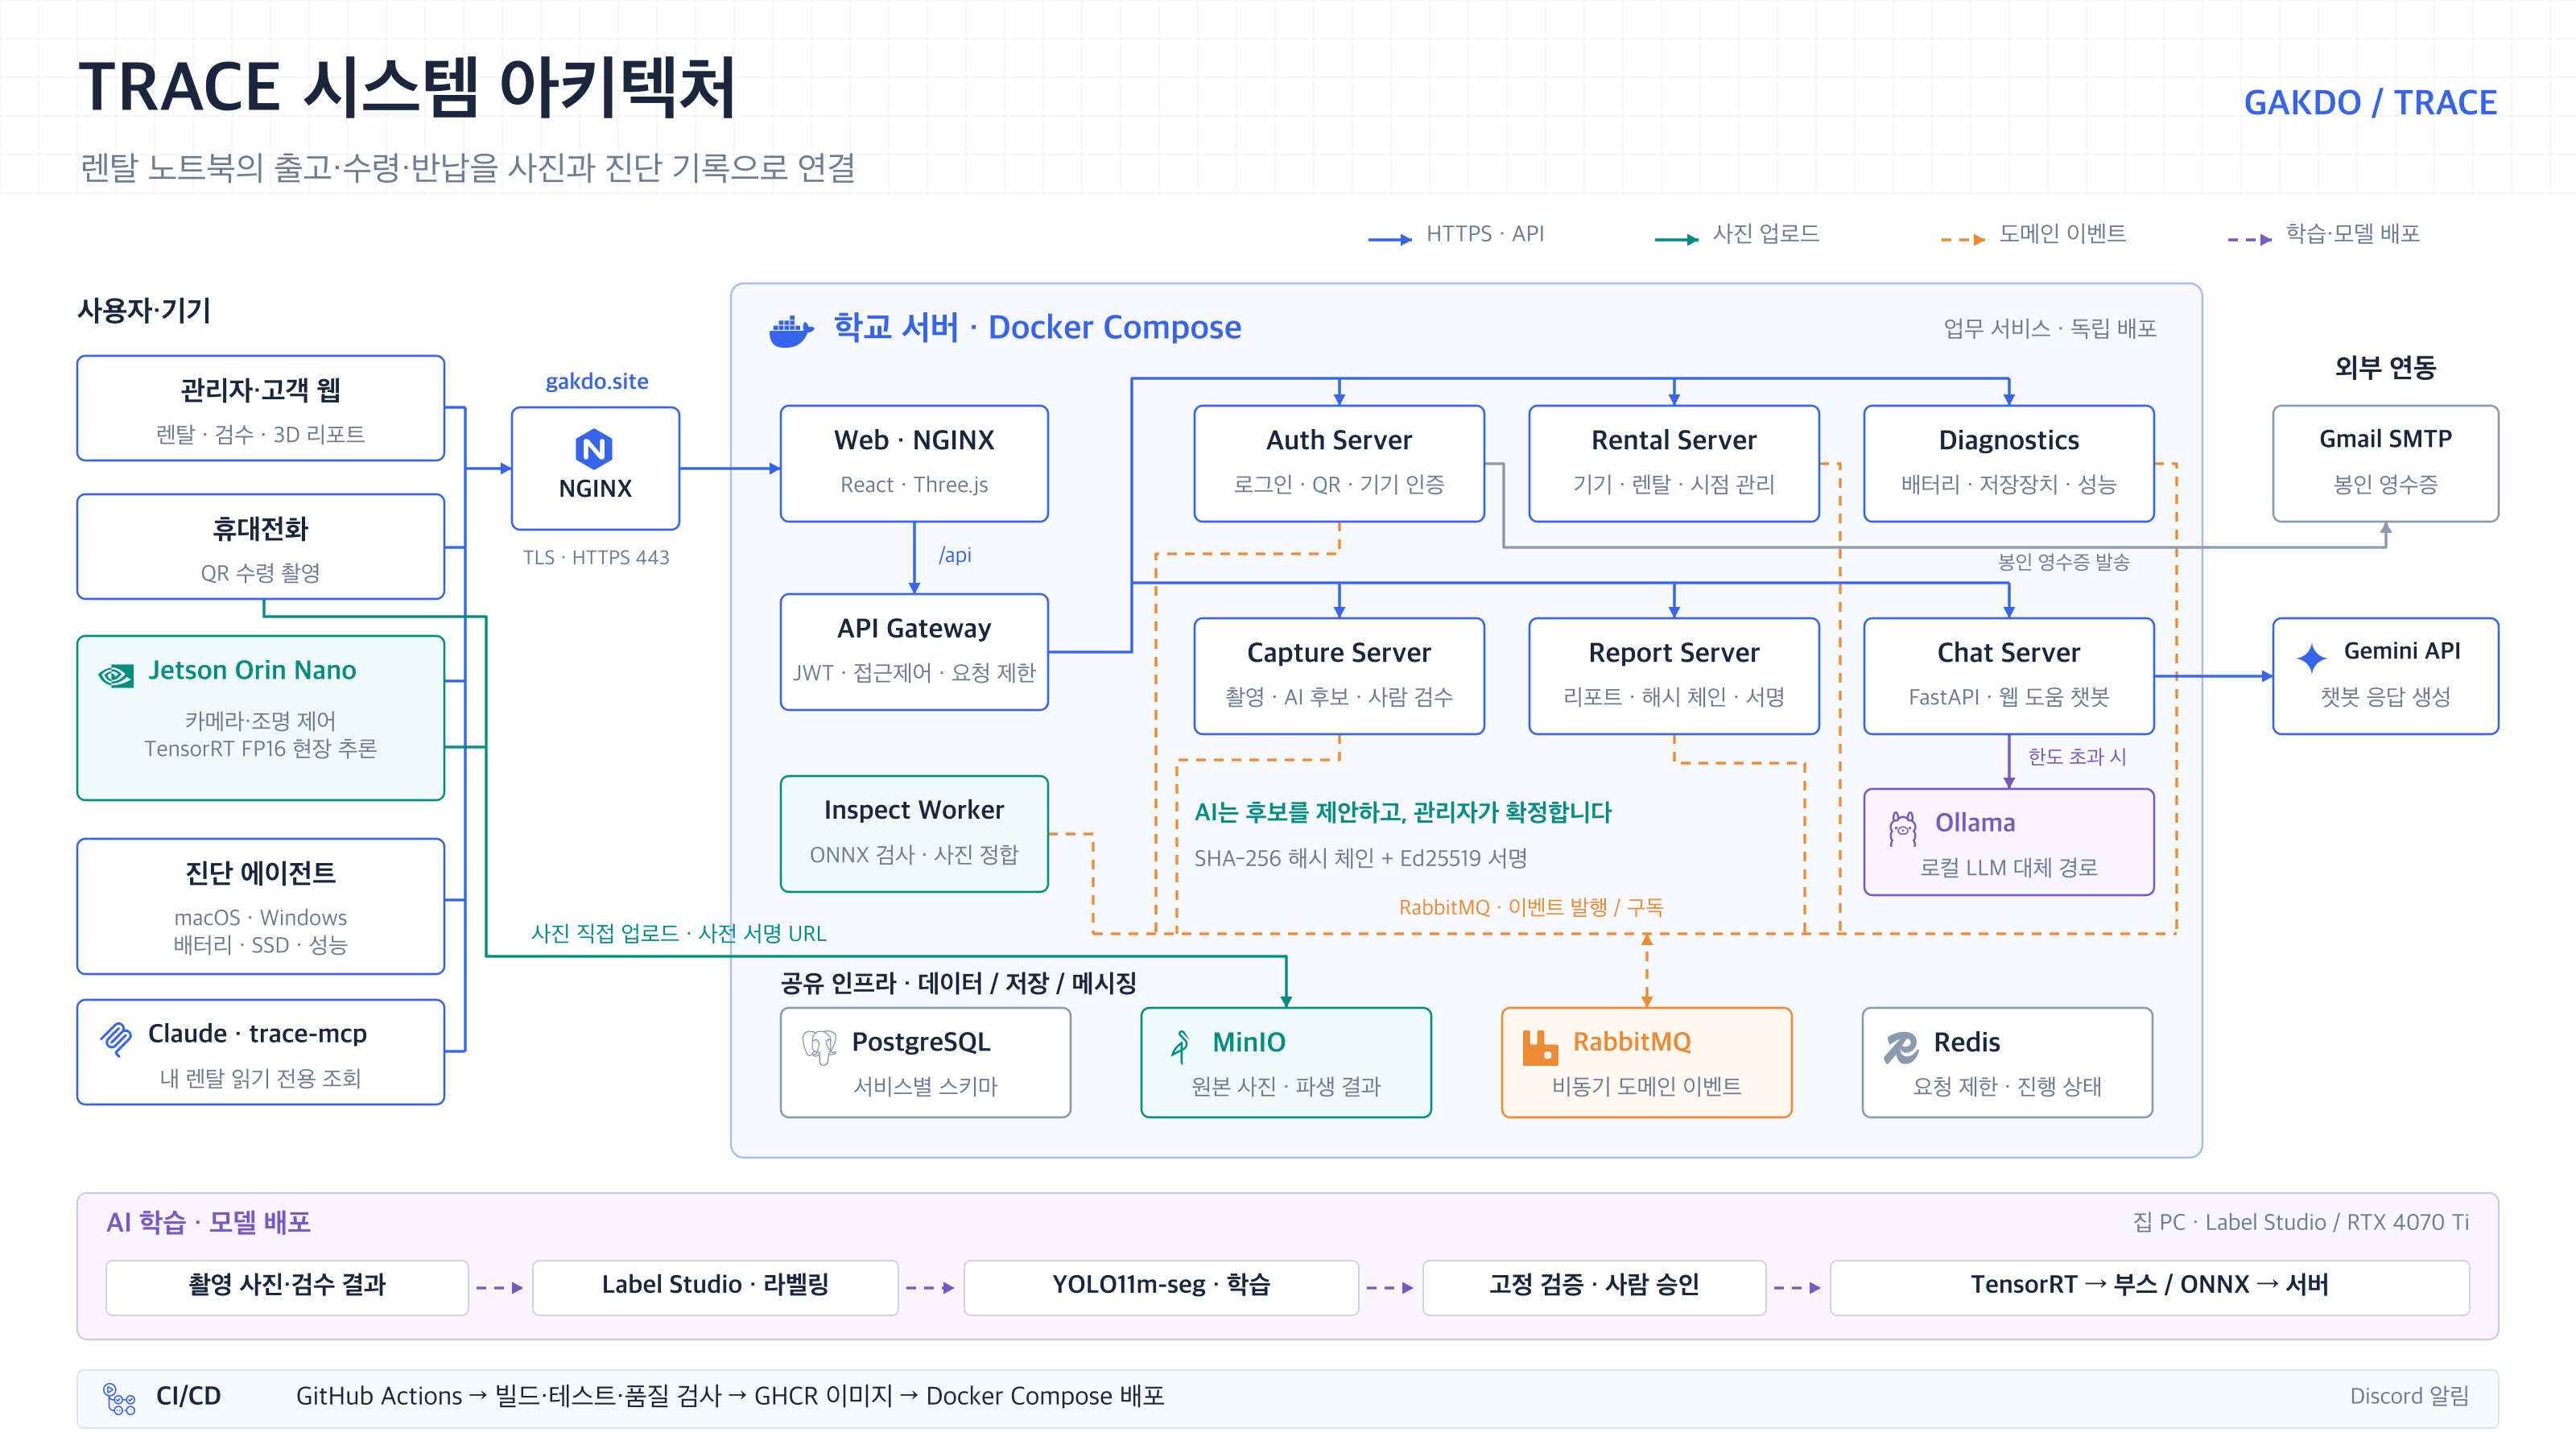 TRACE 시스템 아키텍처
GAKDO / TRACE
렌탈 노트북의 출고·수령·반납을 사진과 진단 기록으로 연결
HTTPS · API
사진 업로드
도메인 이벤트
학습·모델 배포
사용자·기기
관리자·고객 웹
렌탈 · 검수 · 3D 리포트
휴대전화
QR 수령 촬영
Jetson Orin Nano
카메라·조명 제어
TensorRT FP16 현장 추론
진단 에이전트
macOS · Windows
배터리 · SSD · 성능
Claude · trace-mcp
내 렌탈 읽기 전용 조회
gakdo.site
NGINX
TLS · HTTPS 443
사진 직접 업로드 · 사전 서명 URL
학교 서버 · Docker Compose
업무 서비스 · 독립 배포
Web · NGINX
React · Three.js
/api
API Gateway
JWT · 접근제어 · 요청 제한
Inspect Worker
ONNX 검사 · 사진 정합
Auth Server
로그인 · QR · 기기 인증
Rental Server
기기 · 렌탈 · 시점 관리
Diagnostics
배터리 · 저장장치 · 성능
봉인 영수증 발송
Capture Server
촬영 · AI 후보 · 사람 검수
Report Server
리포트 · 해시 체인 · 서명
Chat Server
FastAPI · 웹 도움 챗봇
한도 초과 시
Ollama
로컬 LLM 대체 경로
AI는 후보를 제안하고, 관리자가 확정합니다
SHA-256 해시 체인 + Ed25519 서명
RabbitMQ · 이벤트 발행 / 구독
공유 인프라 · 데이터 / 저장 / 메시징
PostgreSQL
서비스별 스키마
MinIO
원본 사진 · 파생 결과
RabbitMQ
비동기 도메인 이벤트
Redis
요청 제한 · 진행 상태
외부 연동
Gmail SMTP
봉인 영수증
Gemini API
챗봇 응답 생성
AI 학습 · 모델 배포
집 PC · Label Studio / RTX 4070 Ti
촬영 사진·검수 결과
Label Studio · 라벨링
YOLO11m-seg · 학습
고정 검증 · 사람 승인
TensorRT → 부스 / ONNX → 서버
CI/CD
GitHub Actions → 빌드·테스트·품질 검사 → GHCR 이미지 → Docker Compose 배포
Discord 알림